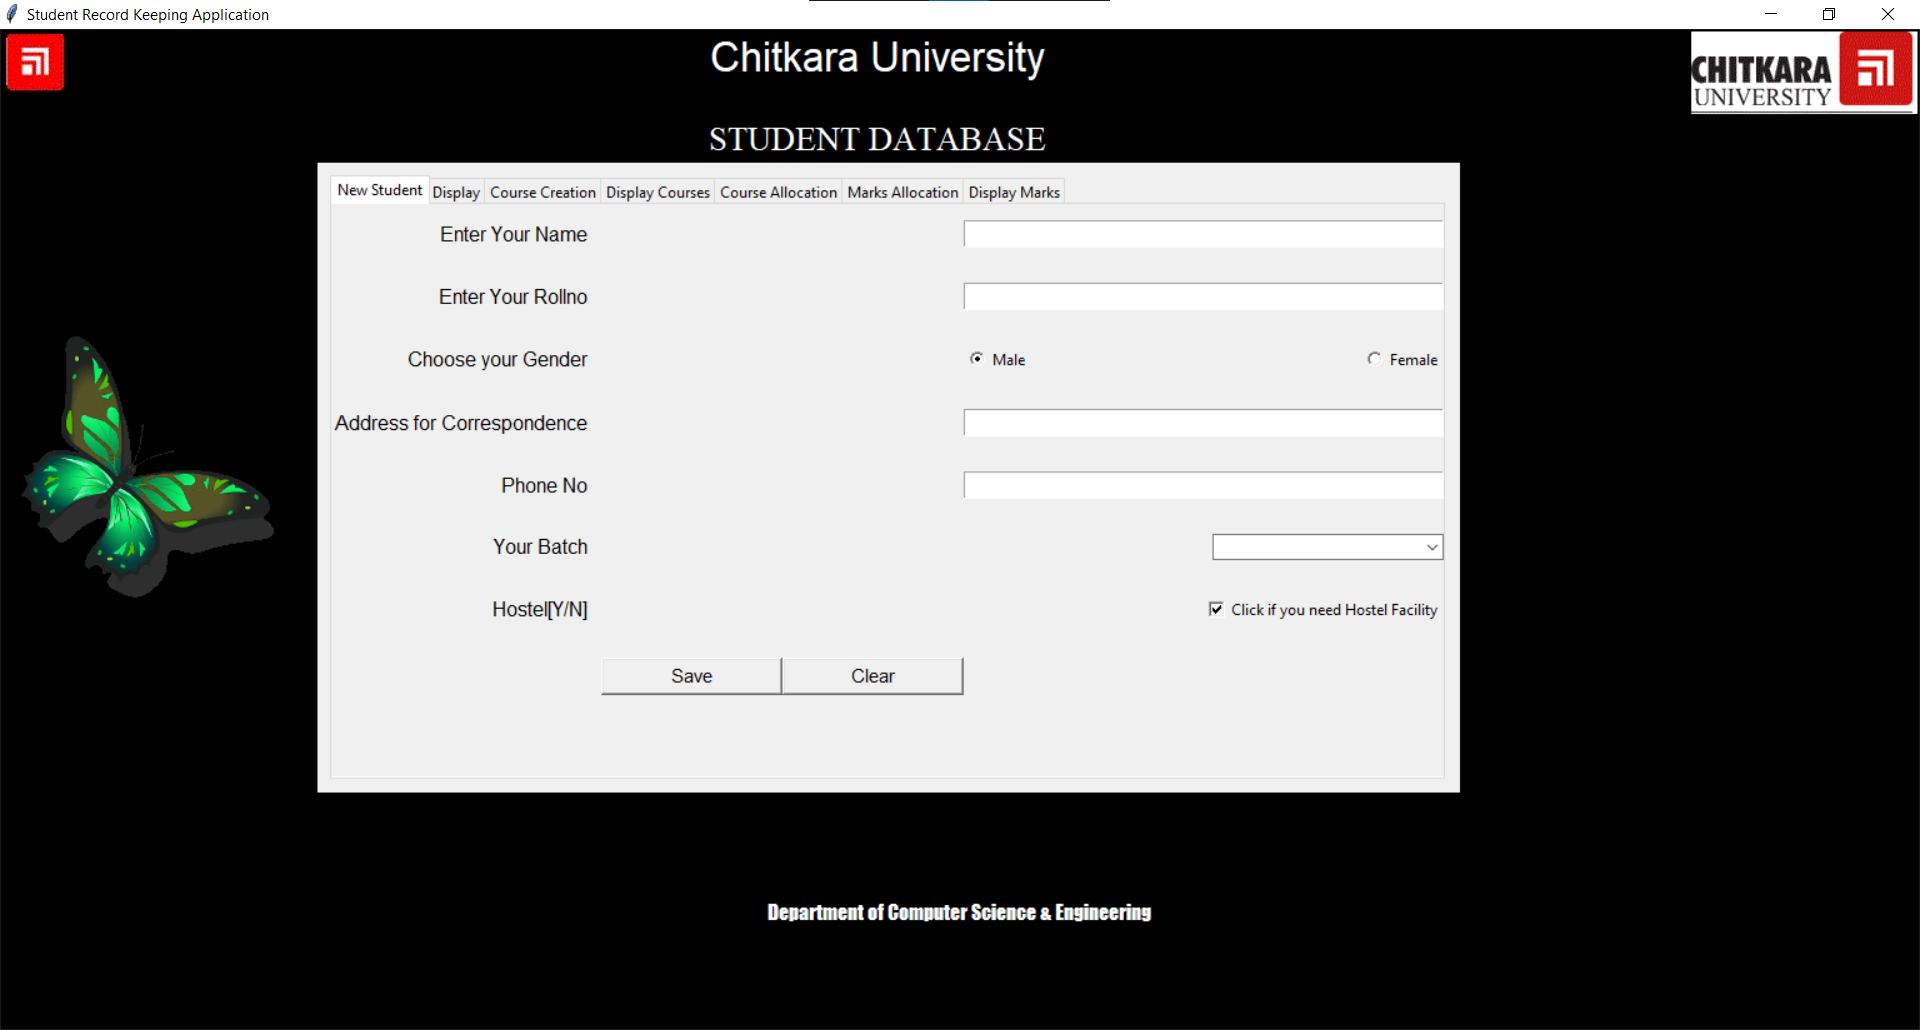 Student Record Keeping Application
Chitkara University
CHITKARA
UNIVERSITY
STUDENT DATABASE
New Student Display Course Creation Display Courses Course Allocation Marks Allocation Display Marks
Enter Your Name
Enter Your Rollno
Choose your Gender Male Female
Address for Correspondence
Phone No
Your Batch
Hostel[Y/N] Click if you need Hostel Facility
Save Clear
Department of Computer Science & Engineering